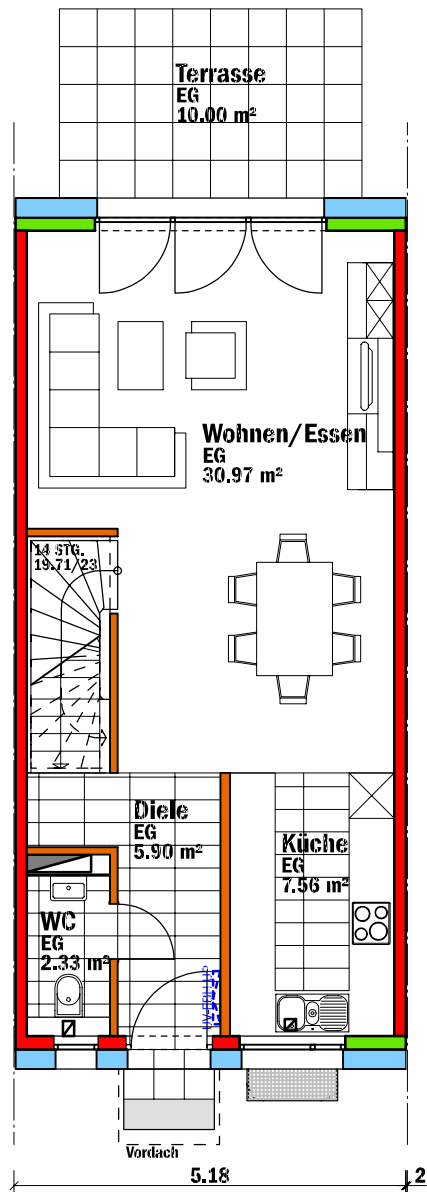 Terrasse
EG
10.00 m²
Wohnen/Essen
EG
30.97 m²
14 STG.
19.71/23
Diele
EG
5.90 m²
Küche
EG
7.56 m²
WC
EG
2.33 m²
Vordach
5.18
2